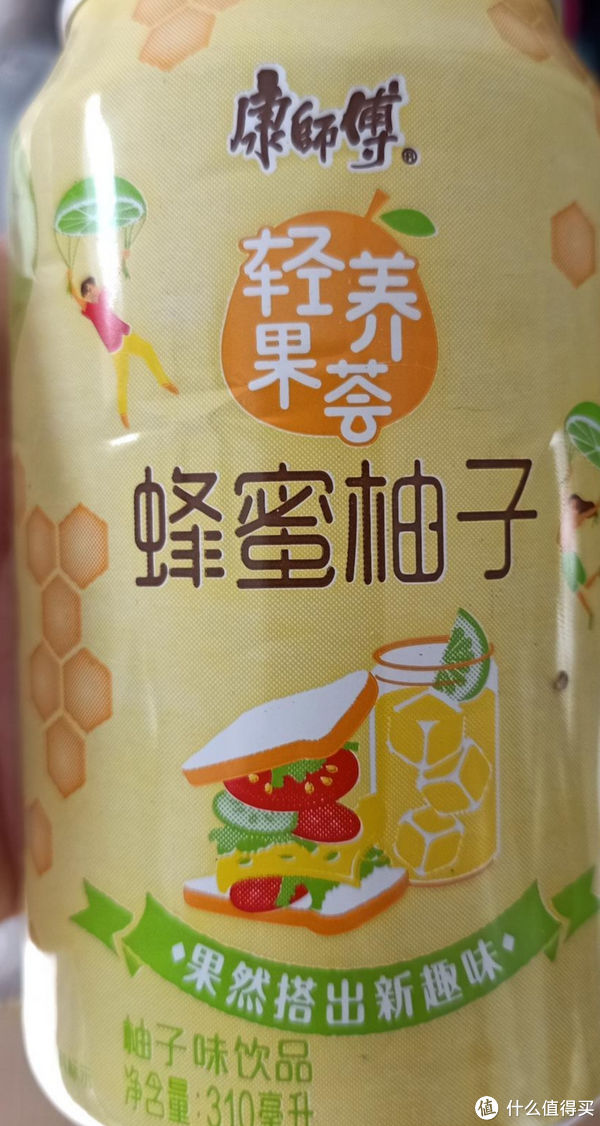 康師傅®
轻养
果荟
蜂蜜柚子
果然搭出新趣味
柚子味饮品
净含量:310毫升
值 什么值得买